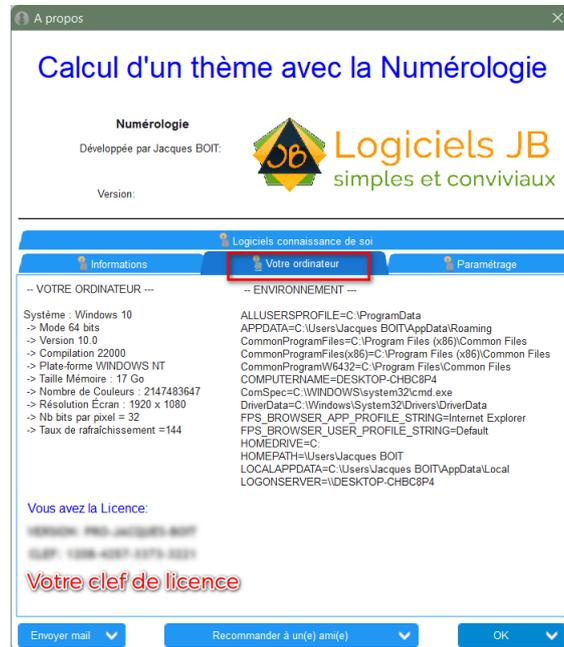 A propos
Calcul d'un thème avec la Numérologie
Numérologie
Développée par Jacques BOIT:
Version:
JB
Logiciels JB
simples et conviviaux
Logiciels connaissance de soi
Informations
Votre ordinateur
Paramétrage
-- VOTRE ORDINATEUR ---
Système : Windows 10
-> Mode 64 bits
-> Version 10.0
-> Compilation 22000
-> Plate-forme WINDOWS NT
-> Taille Mémoire : 17 Go
-> Nombre de Couleurs : 2147483647
-> Résolution Écran : 1920 x 1080
-> Nb bits par pixel = 32
-> Taux de rafraîchissement =144
-- ENVIRONNEMENT ---
ALLUSERSPROFILE=C:\ProgramData
APPDATA=C:\Users\Jacques BOIT\AppData\Roaming
CommonProgramFiles=C:\Program Files (x86)\Common Files
CommonProgramFiles(x86)=C:\Program Files (x86)\Common Files
CommonProgramW6432=C:\Program Files\Common Files
COMPUTERNAME=DESKTOP-CHBC8P4
ComSpec=C:\WINDOWS\system32\cmd.exe
DriverData=C:\Windows\System32\Drivers\DriverData
FPS_BROWSER_APP_PROFILE_STRING=Internet Explorer
FPS_BROWSER_USER_PROFILE_STRING=Default
HOMEDRIVE=C:
HOMEPATH=\Users\Jacques BOIT
LOCALAPPDATA=C:\Users\Jacques BOIT\AppData\Local
LOGONSERVER=\\DESKTOP-CHBC8P4
Vous avez la Licence:
Votre clef de licence
Envoyer mail
Recommander à un(e) ami(e)
OK